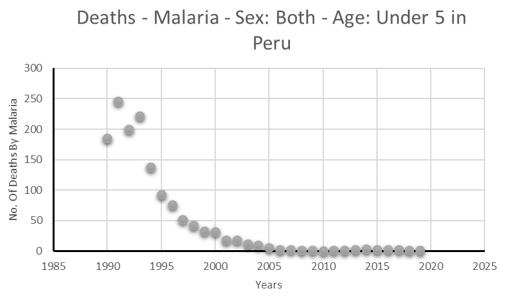 Deaths - Malaria - Sex: Both - Age: Under 5 in
Peru
300
250
200
150
100
50
0
No. Of Deaths By Malaria
1985 1990 1995 2000 2005 2010 2015 2020 2025
Years